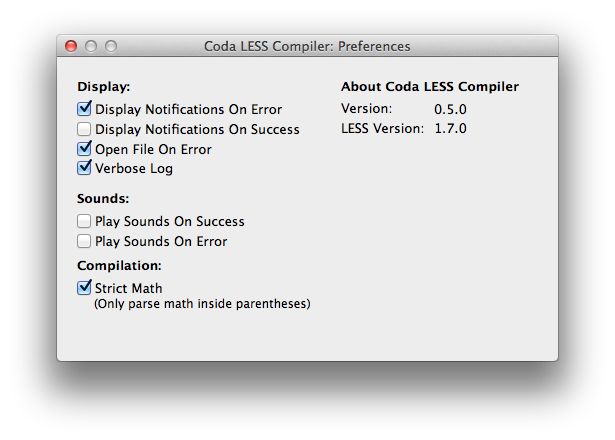 Coda LESS Compiler: Preferences
Display:
Display Notifications On Error
Display Notifications On Success
Open File On Error
Verbose Log
Sounds:
Play Sounds On Success
Play Sounds On Error
Compilation:
Strict Math
(Only parse math inside parentheses)
About Coda LESS Compiler
Version: 0.5.0
LESS Version: 1.7.0